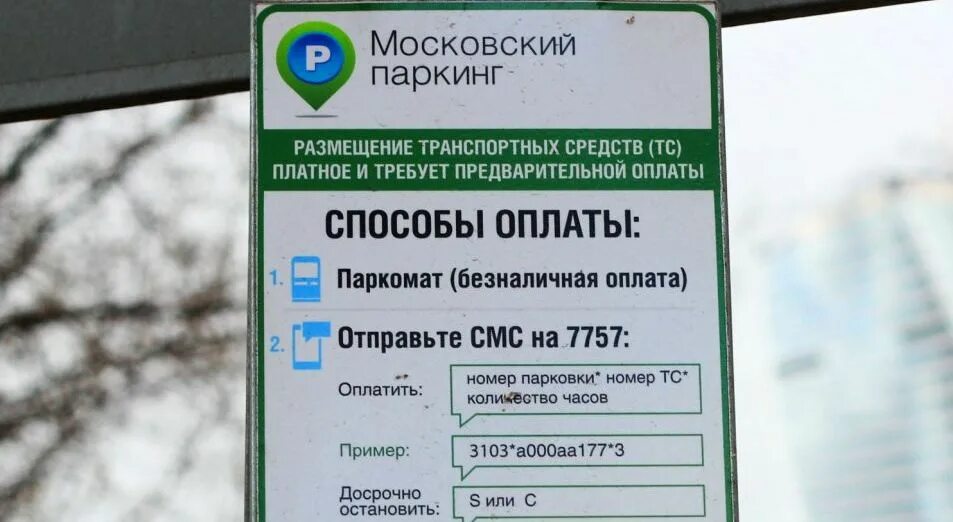 P
Московский
паркинг
РАЗМЕЩЕНИЕ ТРАНСПОРТНЫХ СРЕДСТВ (ТС)
ПЛАТНОЕ И ТРЕБУЕТ ПРЕДВАРИТЕЛЬНОЙ ОПЛАТЫ
СПОСОБЫ ОПЛАТЫ:
1. Паркомат (безналичная оплата)
2. Отправьте СМС на 7757:
Оплатить: номер парковки* номер ТС*
количество часов
Пример: 3103*а000аа177*3
Досрочно
остановить: S или С